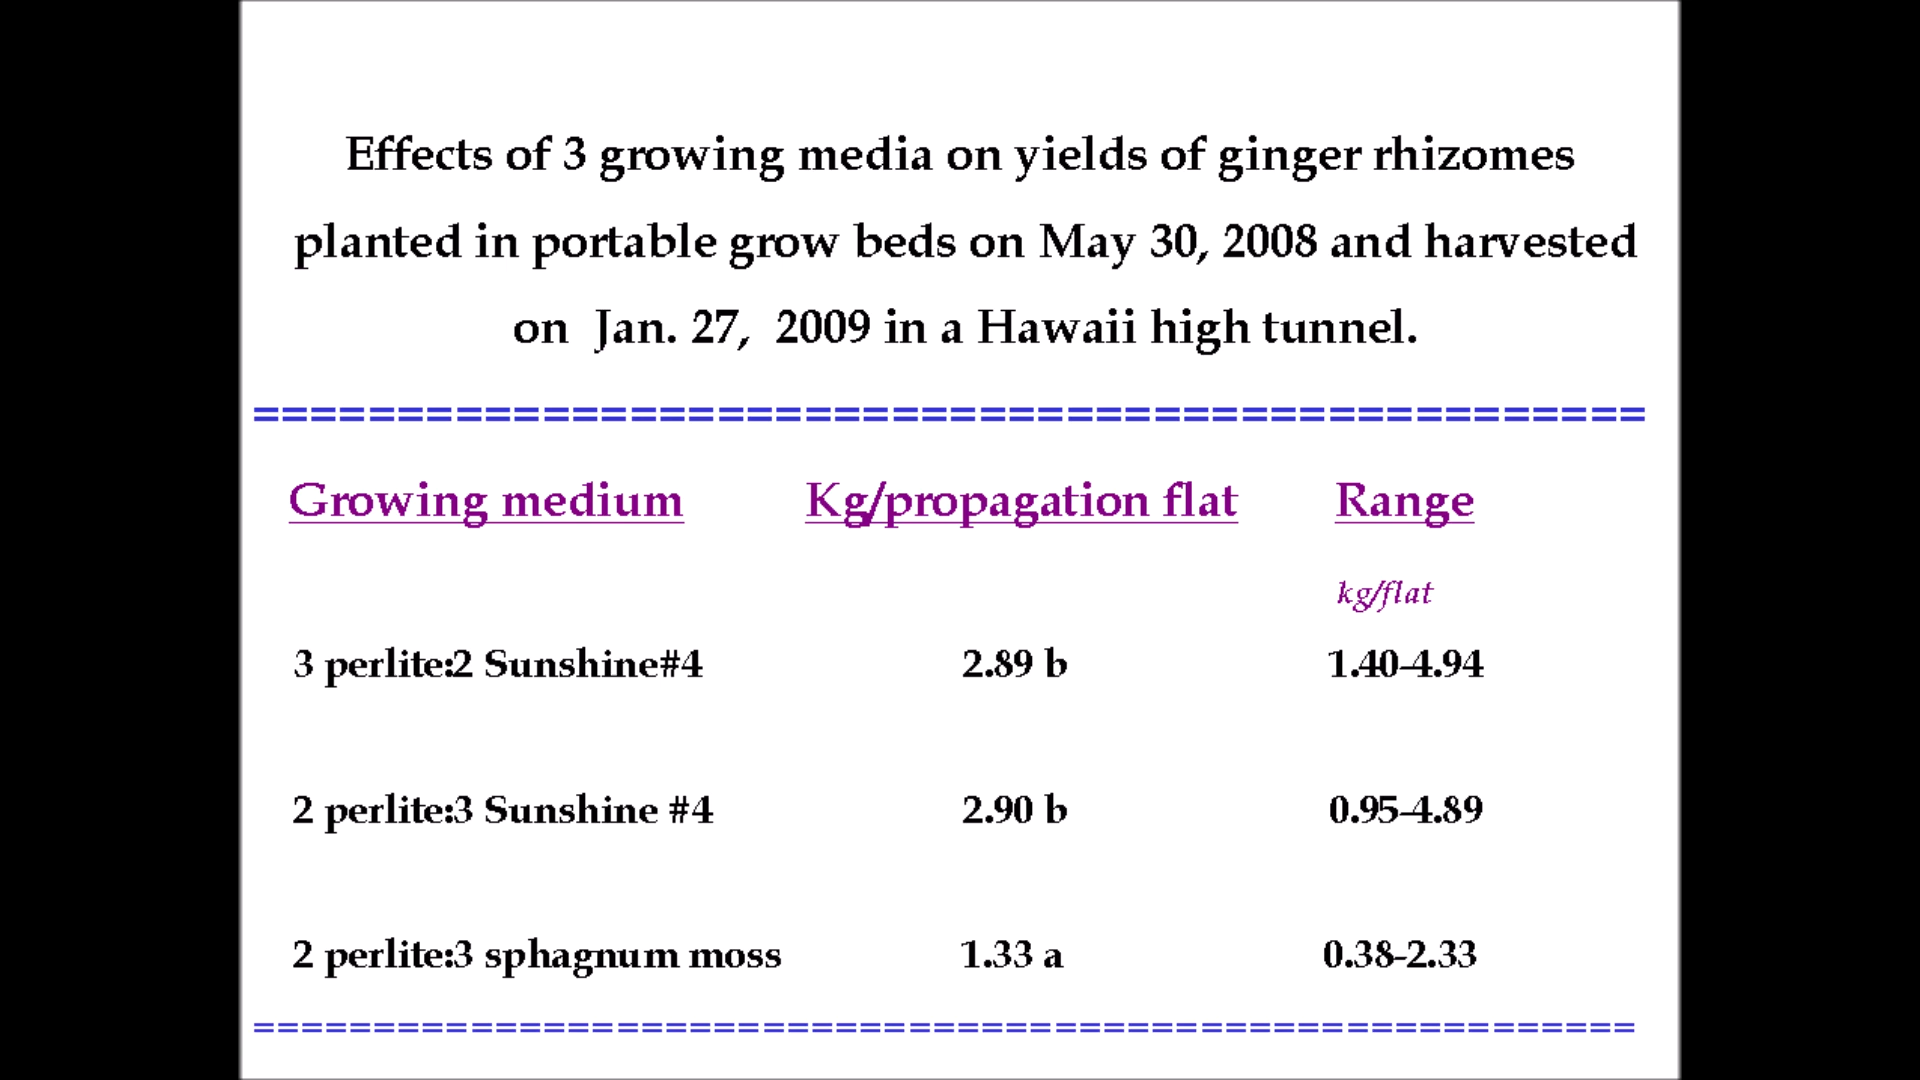 Effects of 3 growing media on yields of ginger rhizomes
planted in portable grow beds on May 30, 2008 and harvested
on Jan. 27, 2009 in a Hawaii high tunnel.
================================================
Growing medium Kg/propagation flat Range
kg/flat
3 perlite:2 Sunshine#4 2.89 b 1.40-4.94
2 perlite:3 Sunshine #4 2.90 b 0.95-4.89
2 perlite:3 sphagnum moss 1.33 a 0.38-2.33
=========================================================